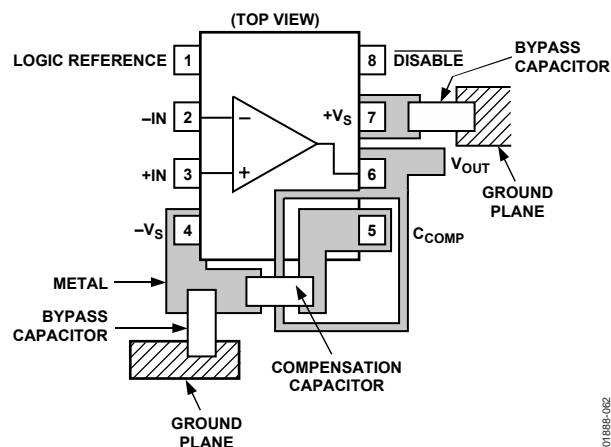 (TOP VIEW)
LOGIC REFERENCE
1
8
DISABLE
BYPASS
CAPACITOR
–IN
2
–
+VS
7
+IN
3
+
6
VOUT
GROUND
PLANE
–VS
4
5
CCOMP
METAL
BYPASS
CAPACITOR
COMPENSATION
CAPACITOR
GROUND
PLANE
01888-062